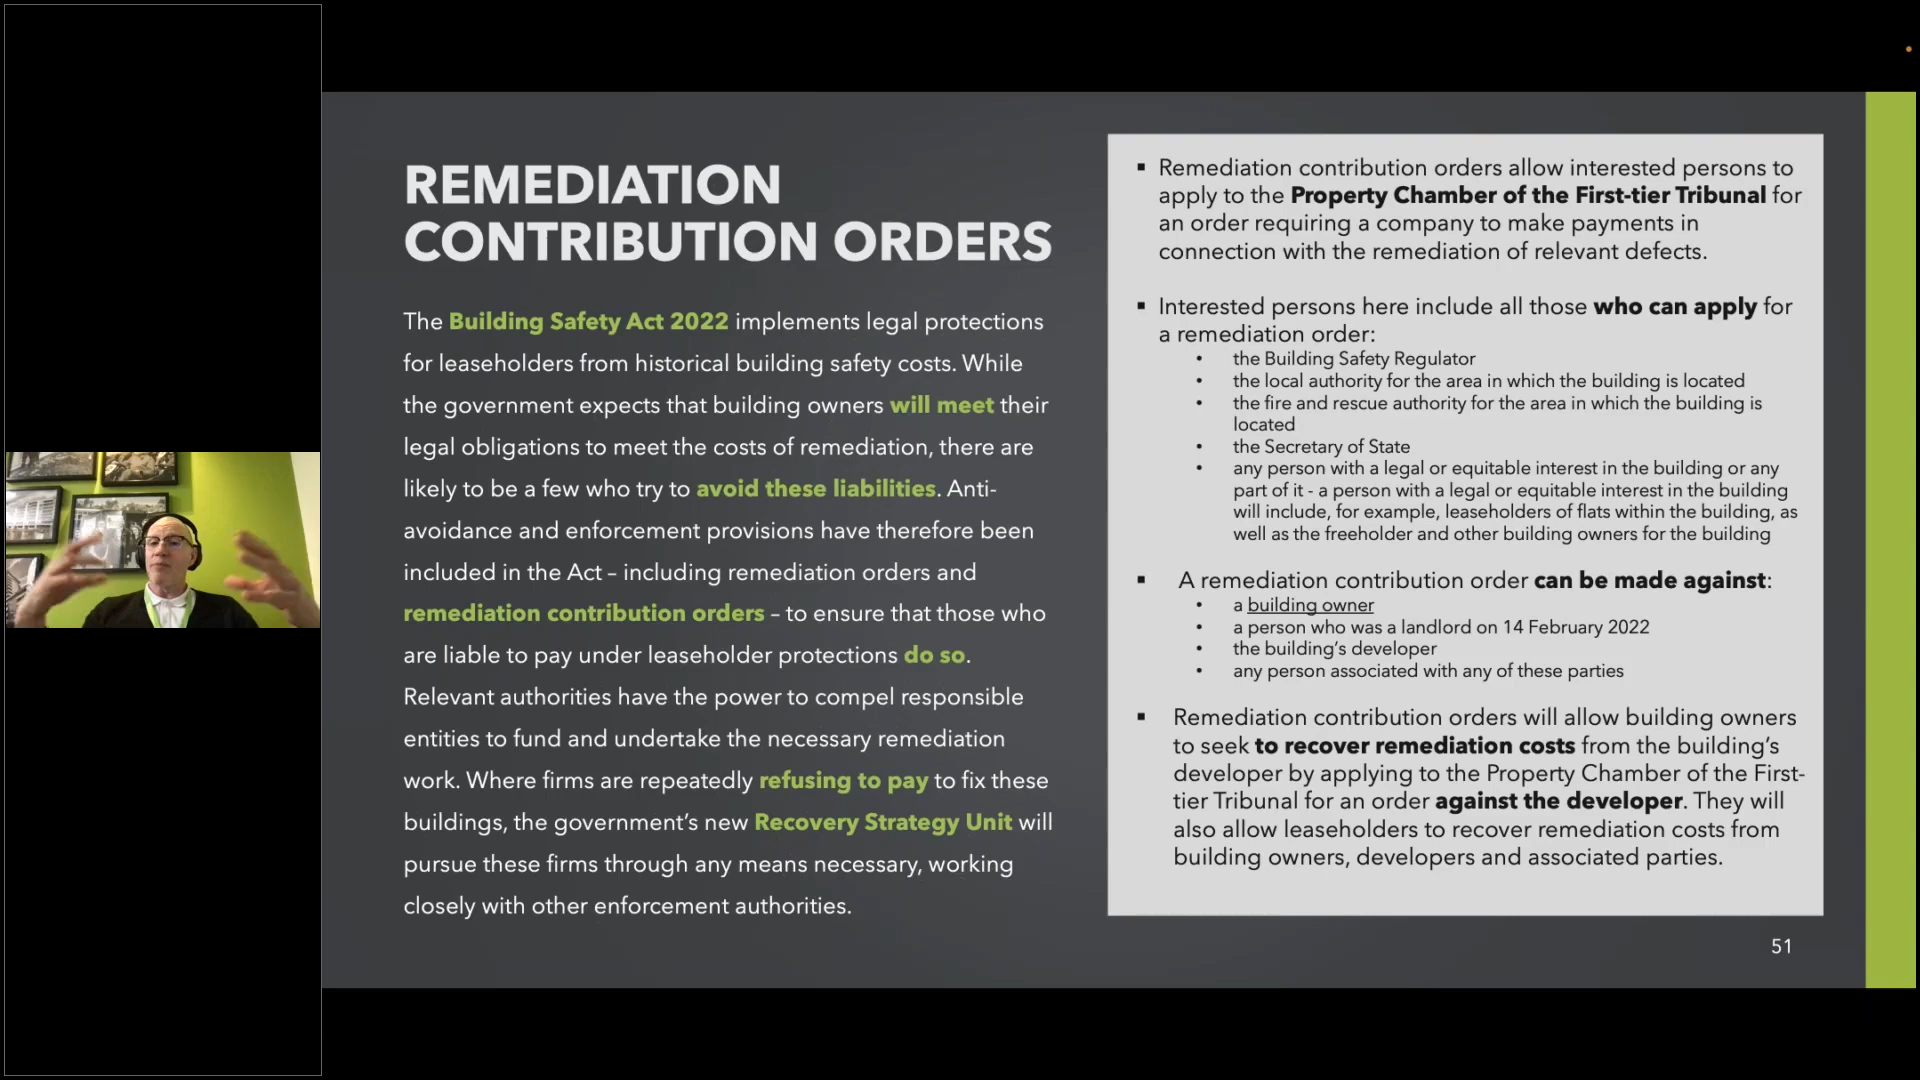 REMEDIATION
CONTRIBUTION ORDERS
The Building Safety Act 2022 implements legal protections
for leaseholders from historical building safety costs. While
the government expects that building owners will meet their
legal obligations to meet the costs of remediation, there are
likely to be a few who try to avoid these liabilities. Anti-
avoidance and enforcement provisions have therefore been
included in the Act – including remediation orders and
remediation contribution orders – to ensure that those who
are liable to pay under leaseholder protections do so.
Relevant authorities have the power to compel responsible
entities to fund and undertake the necessary remediation
work. Where firms are repeatedly refusing to pay to fix these
buildings, the government's new Recovery Strategy Unit will
pursue these firms through any means necessary, working
closely with other enforcement authorities.
▪ Remediation contribution orders allow interested persons to
apply to the Property Chamber of the First-tier Tribunal for
an order requiring a company to make payments in
connection with the remediation of relevant defects.
▪ Interested persons here include all those who can apply for
a remediation order:
• the Building Safety Regulator
• the local authority for the area in which the building is located
• the fire and rescue authority for the area in which the building is
located
• the Secretary of State
• any person with a legal or equitable interest in the building or any
part of it - a person with a legal or equitable interest in the building
will include, for example, leaseholders of flats within the building, as
well as the freeholder and other building owners for the building
▪ A remediation contribution order can be made against:
• a building owner
• a person who was a landlord on 14 February 2022
• the building's developer
• any person associated with any of these parties
▪ Remediation contribution orders will allow building owners
to seek to recover remediation costs from the building's
developer by applying to the Property Chamber of the First-
tier Tribunal for an order against the developer. They will
also allow leaseholders to recover remediation costs from
building owners, developers and associated parties.
51